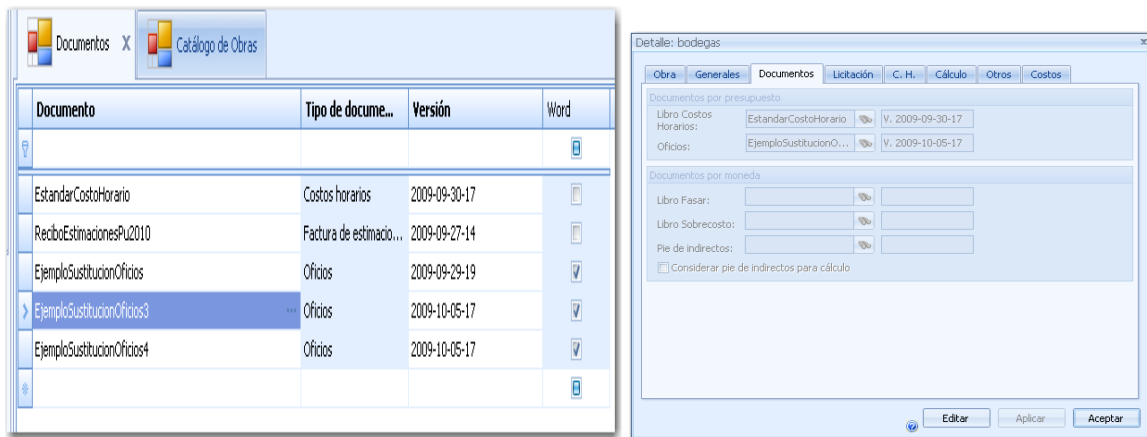 Documentos X Catálogo de Obras
Documento Tipo de docume... Versión Word
EstandarCostoHorario Costos horarios 2009-09-30-17
ReciboEstimacionesPu2010 Factura de estimacio... 2009-09-27-14
EjemploSustitucionOficios Oficios 2009-09-29-19
EjemploSustitucionOficios3 ... Oficios 2009-10-05-17
EjemploSustitucionOficios4 Oficios 2009-10-05-17
Detalle: bodegas
Obra Generales Documentos Licitación C. H. Cálculo Otros Costos
Documentos por presupuesto
Libro Costos
Horarios:
EstandarCostoHorario V. 2009-09-30-17
Oficios: EjemploSustitucionO... V. 2009-10-05-17
Documentos por moneda
Libro Fasar:
Libro Sobrecosto:
Pie de indirectos:
Considerar pie de indirectos para cálculo
Editar Aplicar Aceptar